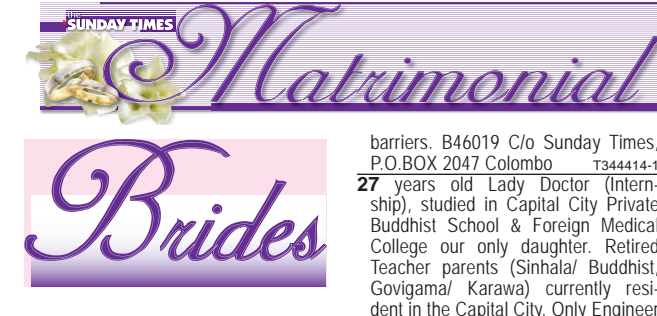 the
SUNDAY TIMES
Matrimonial
Brides
barriers. B46019 C/o Sunday Times,
P.O.BOX 2047 Colombo T344414-1
27 years old Lady Doctor (Intern-
ship), studied in Capital City Private
Buddhist School & Foreign Medical
College our only daughter. Retired
Teacher parents (Sinhala/ Buddhist,
Govigama/ Karawa) currently resi-
dent in the Capital City. Only Engineer